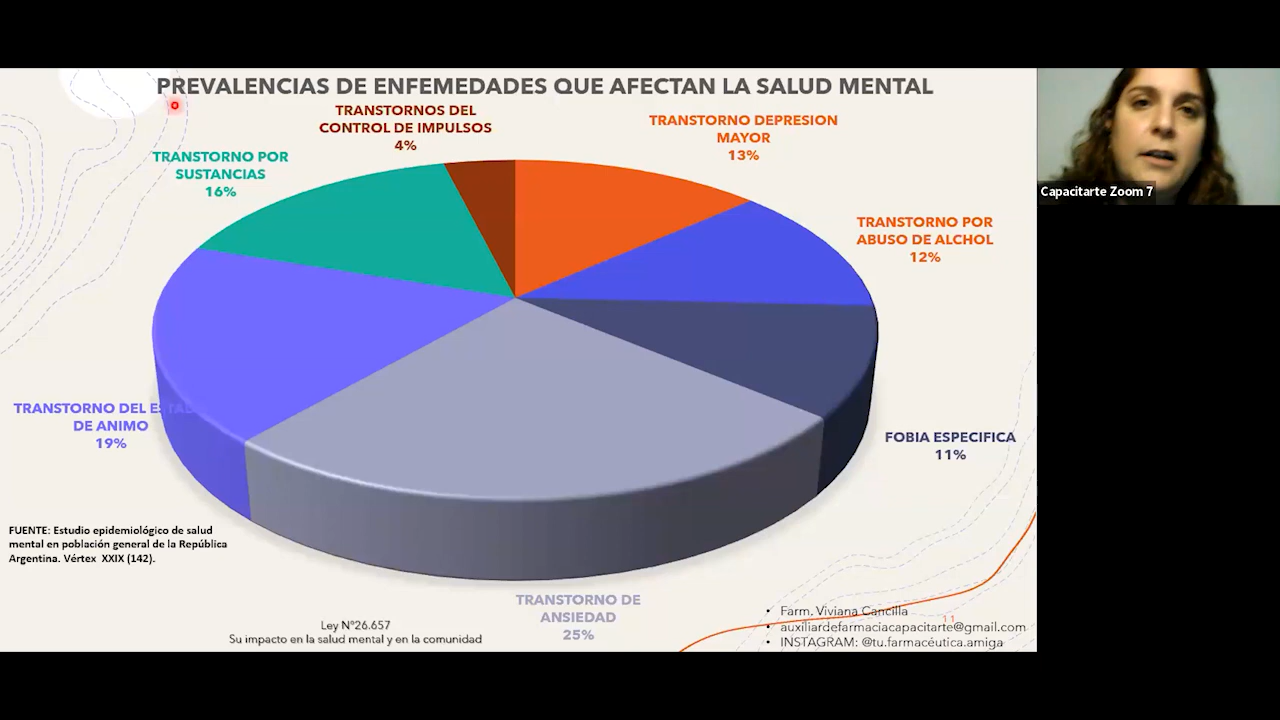 PREVALENCIAS DE ENFEMEDADES QUE AFECTAN LA SALUD MENTAL
TRANSTORNOS DEL
CONTROL DE IMPULSOS
4%
TRANSTORNO DEPRESION
MAYOR
13%
TRANSTORNO POR
SUSTANCIAS
16%
TRANSTORNO POR
ABUSO DE ALCHOL
12%
TRANSTORNO DEL ESTADO
DE ANIMO
19%
FOBIA ESPECIFICA
11%
TRANSTORNO DE
ANSIEDAD
25%
FUENTE: Estudio epidemiológico de salud
mental en población general de la República
Argentina. Vértex XXIX (142).
Ley N°26.657
Su impacto en la salud mental y en la comunidad
• Farm. Viviana Cancilla
11
• auxiliardefarmaciacapacitarte@gmail.com
• INSTAGRAM: @tu.farmacéutica.amiga
Capacitarte Zoom 7